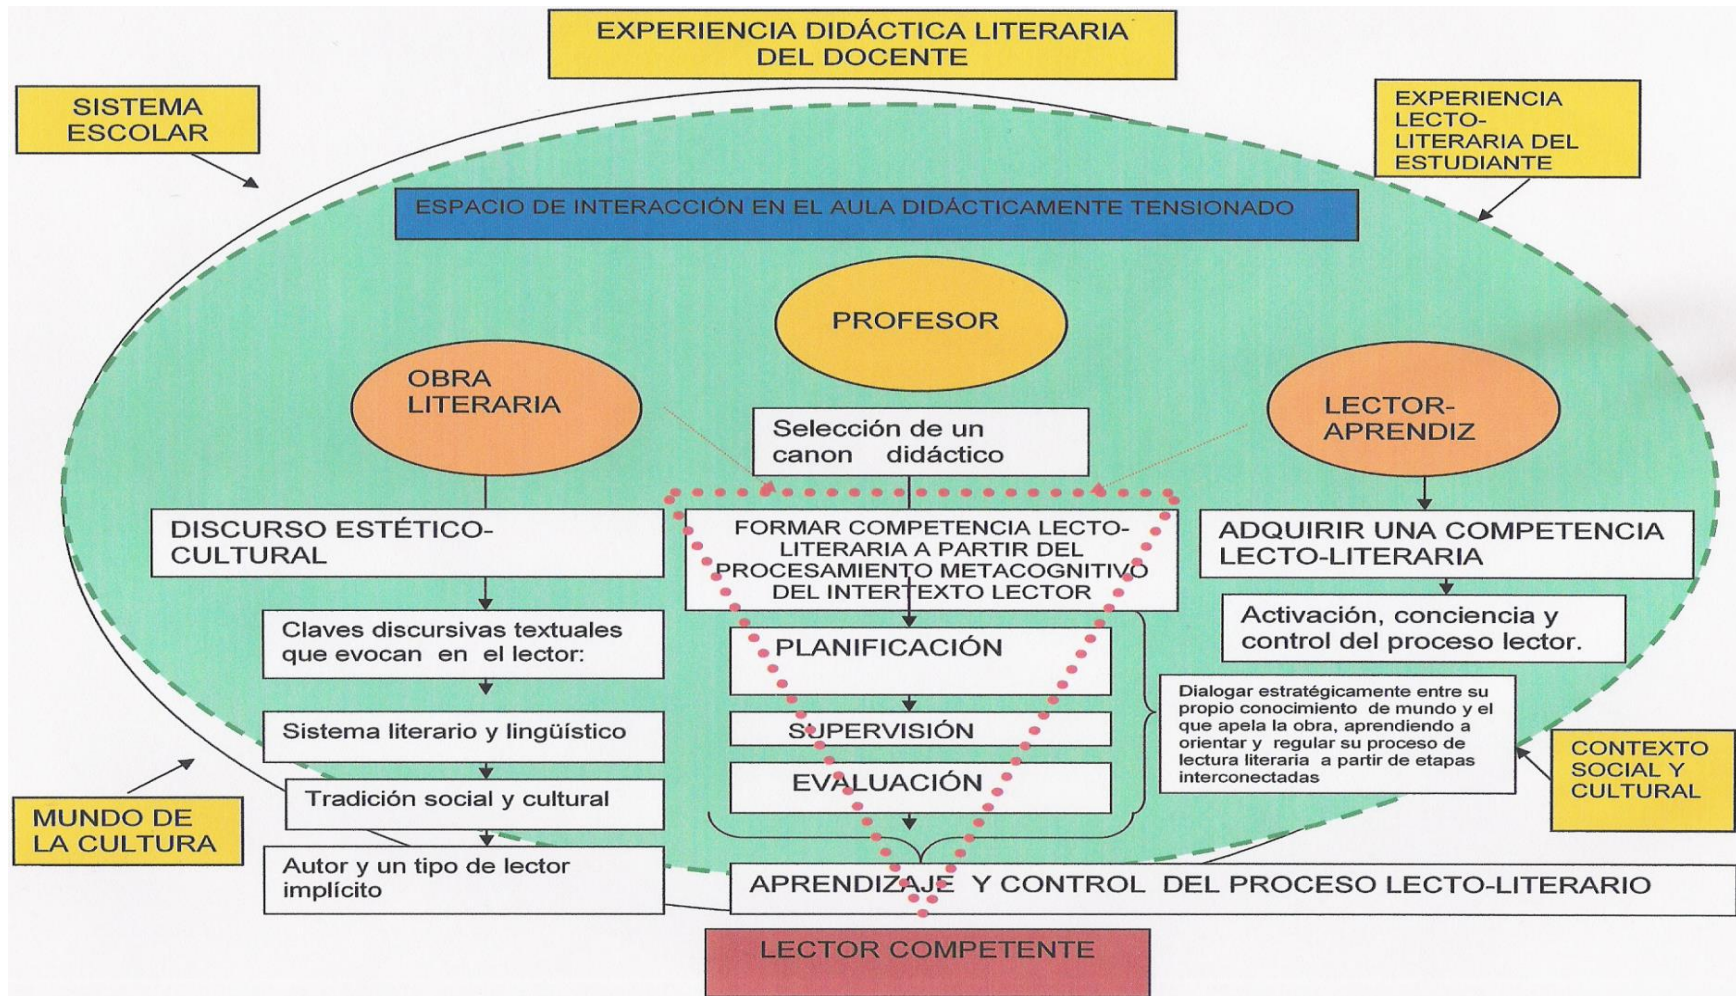 EXPERIENCIA DIDÁCTICA LITERARIA
DEL DOCENTE
SISTEMA
ESCOLAR
EXPERIENCIA
LECTO-
LITERARIA DEL
ESTUDIANTE
ESPACIO DE INTERACCIÓN EN EL AULA DIDÁCTICAMENTE TENSIONADO
PROFESOR
OBRA
LITERARIA
LECTOR-
APRENDIZ
Selección de un
canon didáctico
DISCURSO ESTÉTICO-
CULTURAL
FORMAR COMPETENCIA LECTO-
LITERARIA A PARTIR DEL
PROCESAMIENTO METACOGNITIVO
DEL INTERTEXTO LECTOR
ADQUIRIR UNA COMPETENCIA
LECTO-LITERARIA
Claves discursivas textuales
que evocan en el lector:
PLANIFICACIÓN
Activación, conciencia y
control del proceso lector.
Sistema literario y lingüístico
SUPERVISIÓN
Dialogar estratégicamente entre su
propio conocimiento de mundo y el
que apela la obra, aprendiendo a
orientar y regular su proceso de
lectura literaria a partir de etapas
interconectadas
CONTEXTO
SOCIAL Y
CULTURAL
EVALUACIÓN
Tradición social y cultural
MUNDO DE
LA CULTURA
Autor y un tipo de lector
implícito
APRENDIZAJE Y CONTROL DEL PROCESO LECTO-LITERARIO
LECTOR COMPETENTE